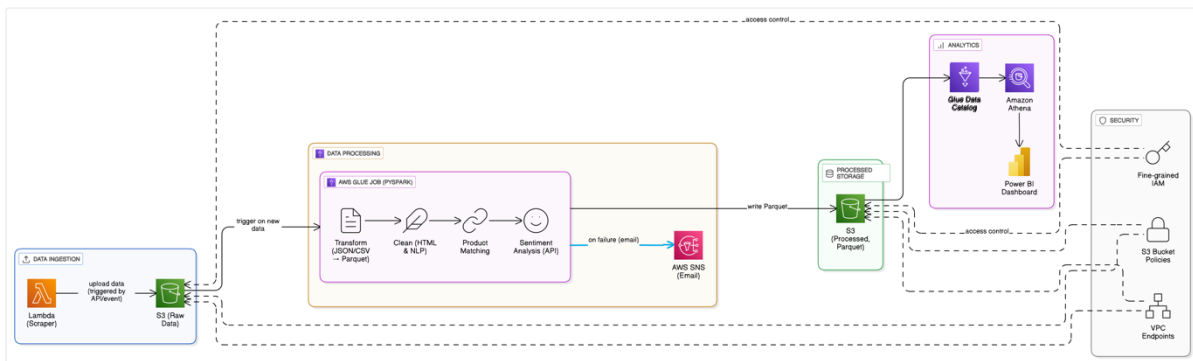 access control
ANALYTICS
Glue Data
Catalog
Amazon
Athena
Power BI
Dashboard
SECURITY
Fine-grained
IAM
S3 Bucket
Policies
VPC
Endpoints
DATA PROCESSING
AWS GLUE JOB (PYSPARK)
Transform
(JSON/CSV
→ Parquet)
Clean (HTML
& NLP)
Product
Matching
Sentiment
Analysis (API)
on failure (email)
AWS SNS
(Email)
write Parquet
PROCESSED
STORAGE
S3
(Processed,
Parquet)
access control
trigger on new
data
DATA INGESTION
Lambda
(Scraper)
upload data
(triggered by
API/event)
S3 (Raw
Data)